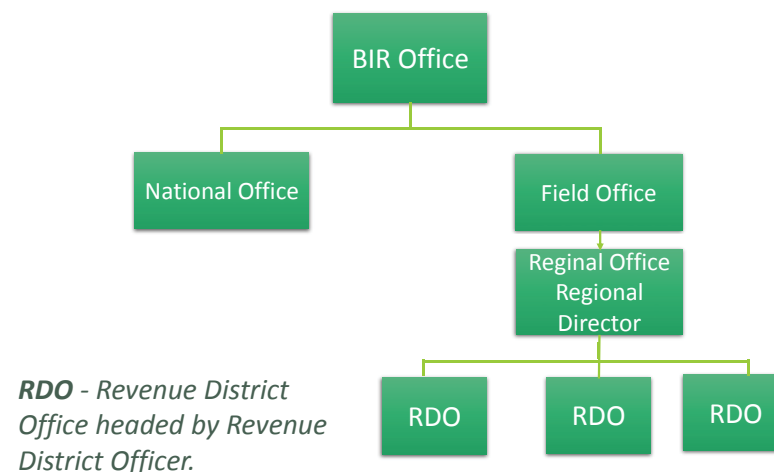 BIR Office
National Office
Field Office
Reginal Office
Regional
Director
RDO - Revenue District
Office headed by Revenue
District Officer.
RDO
RDO
RDO